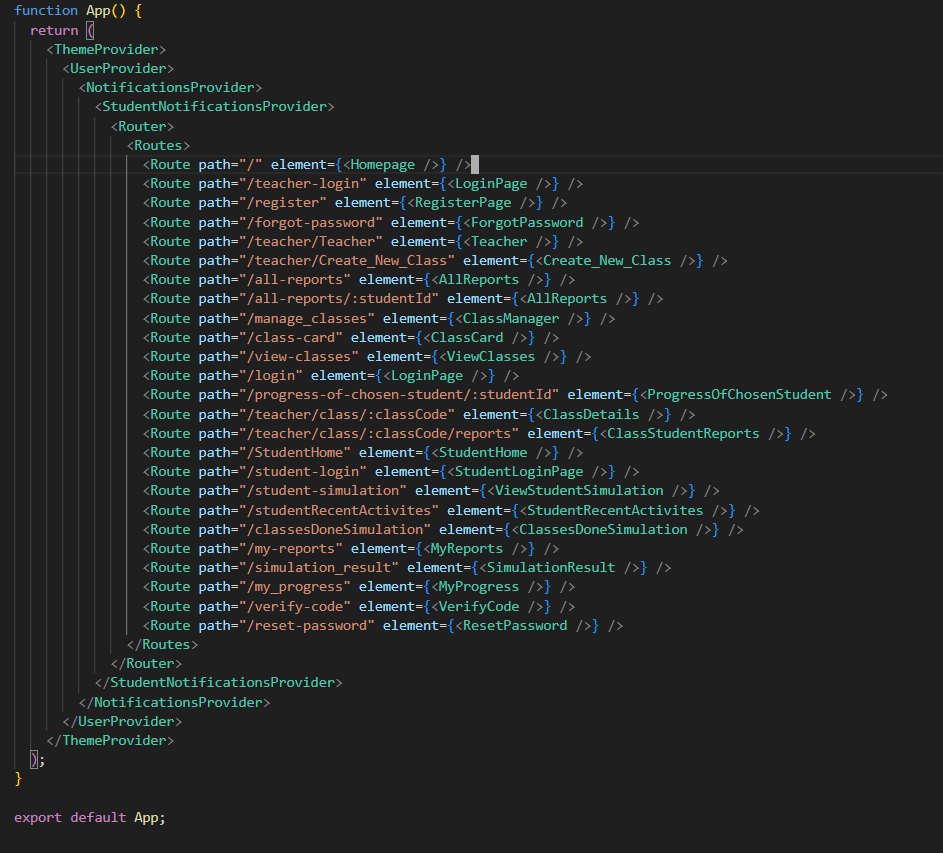 function App() {
  return (
    <ThemeProvider>
      <UserProvider>
        <NotificationsProvider>
          <StudentNotificationsProvider>
            <Router>
              <Routes>
                <Route path="/" element={<Homepage />} />
                <Route path="/teacher-login" element={<LoginPage />} />
                <Route path="/register" element={<RegisterPage />} />
                <Route path="/forgot-password" element={<ForgotPassword />} />
                <Route path="/teacher/Teacher" element={<Teacher />} />
                <Route path="/teacher/Create_New_Class" element={<Create_New_Class />} />
                <Route path="/all-reports" element={<AllReports />} />
                <Route path="/all-reports/:studentId" element={<AllReports />} />
                <Route path="/manage_classes" element={<ClassManager />} />
                <Route path="/class-card" element={<ClassCard />} />
                <Route path="/view-classes" element={<ViewClasses />} />
                <Route path="/login" element={<LoginPage />} />
                <Route path="/progress-of-chosen-student/:studentId" element={<ProgressOfChosenStudent />} />
                <Route path="/teacher/class/:classCode" element={<ClassDetails />} />
                <Route path="/teacher/class/:classCode/reports" element={<ClassStudentReports />} />
                <Route path="/StudentHome" element={<StudentHome />} />
                <Route path="/student-login" element={<StudentLoginPage />} />
                <Route path="/student-simulation" element={<ViewStudentSimulation />} />
                <Route path="/studentRecentActivites" element={<StudentRecentActivites />} />
                <Route path="/classesDoneSimulation" element={<ClassesDoneSimulation />} />
                <Route path="/my-reports" element={<MyReports />} />
                <Route path="/simulation_result" element={<SimulationResult />} />
                <Route path="/my_progress" element={<MyProgress />} />
                <Route path="/verify-code" element={<VerifyCode />} />
                <Route path="/reset-password" element={<ResetPassword />} />
              </Routes>
            </Router>
          </StudentNotificationsProvider>
        </NotificationsProvider>
      </UserProvider>
    </ThemeProvider>
  );
}

export default App;